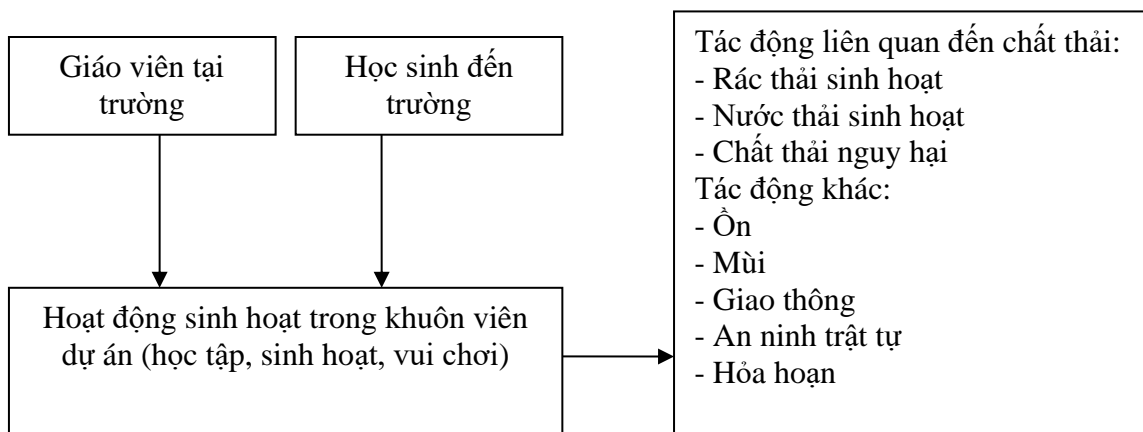 Giáo viên tại
trường
Học sinh đến
trường
Hoạt động sinh hoạt trong khuôn viên
dự án (học tập, sinh hoạt, vui chơi)
Tác động liên quan đến chất thải:
- Rác thải sinh hoạt
- Nước thải sinh hoạt
- Chất thải nguy hại
Tác động khác:
- Ồn
- Mùi
- Giao thông
- An ninh trật tự
- Hỏa hoạn